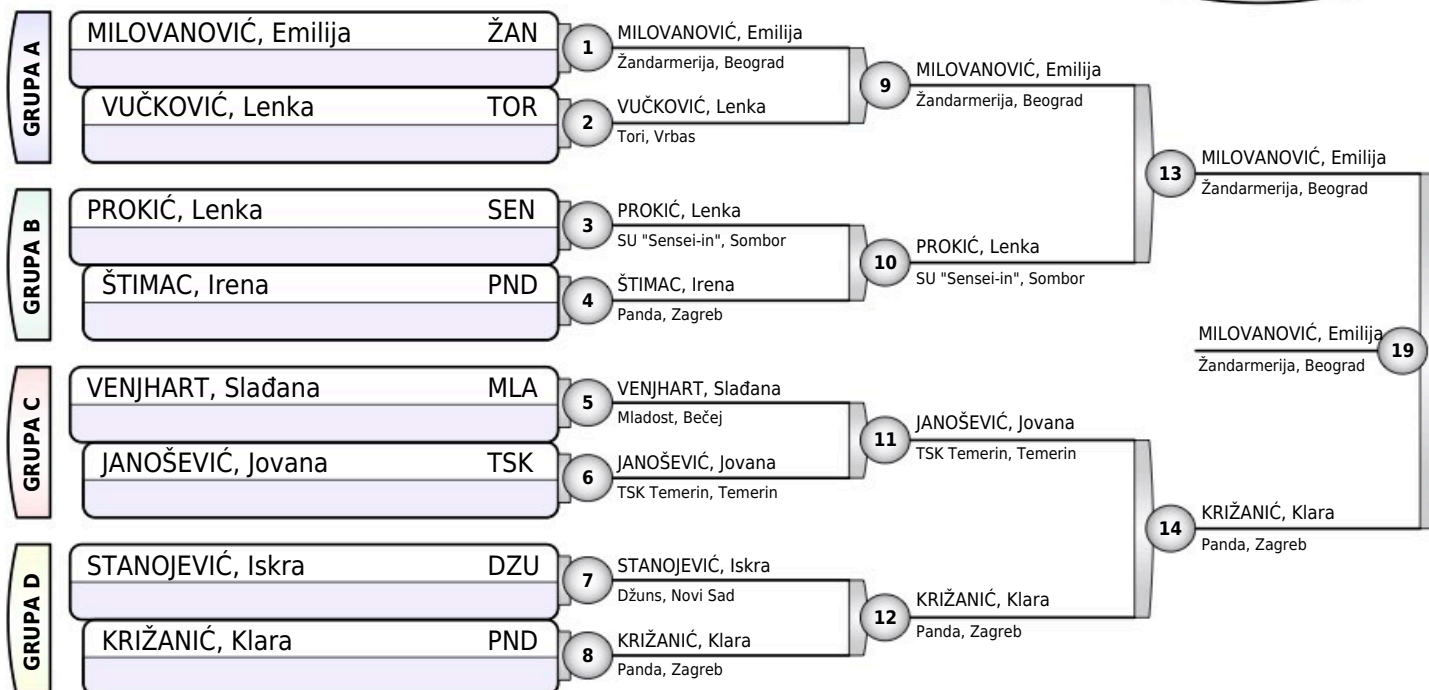 GRUPA A
MILOVANOVIĆ, Emilija ŽAN
VUČKOVIĆ, Lenka TOR
1
MILOVANOVIĆ, Emilija
Žandarmerija, Beograd
2
VUČKOVIĆ, Lenka
Tori, Vrbas
9
MILOVANOVIĆ, Emilija
Žandarmerija, Beograd
GRUPA B
PROKIĆ, Lenka SEN
ŠTIMAC, Irena PND
3
PROKIĆ, Lenka
SU "Sensei-in", Sombor
4
ŠTIMAC, Irena
Panda, Zagreb
10
PROKIĆ, Lenka
SU "Sensei-in", Sombor
13
MILOVANOVIĆ, Emilija
Žandarmerija, Beograd
GRUPA C
VENJHART, Slađana MLA
JANOŠEVIĆ, Jovana TSK
5
VENJHART, Slađana
Mladost, Bečej
6
JANOŠEVIĆ, Jovana
TSK Temerin, Temerin
11
JANOŠEVIĆ, Jovana
TSK Temerin, Temerin
GRUPA D
STANOJEVIĆ, Iskra DZU
KRIŽANIĆ, Klara PND
7
STANOJEVIĆ, Iskra
Džuns, Novi Sad
8
KRIŽANIĆ, Klara
Panda, Zagreb
12
KRIŽANIĆ, Klara
Panda, Zagreb
14
KRIŽANIĆ, Klara
Panda, Zagreb
MILOVANOVIĆ, Emilija
Žandarmerija, Beograd
19